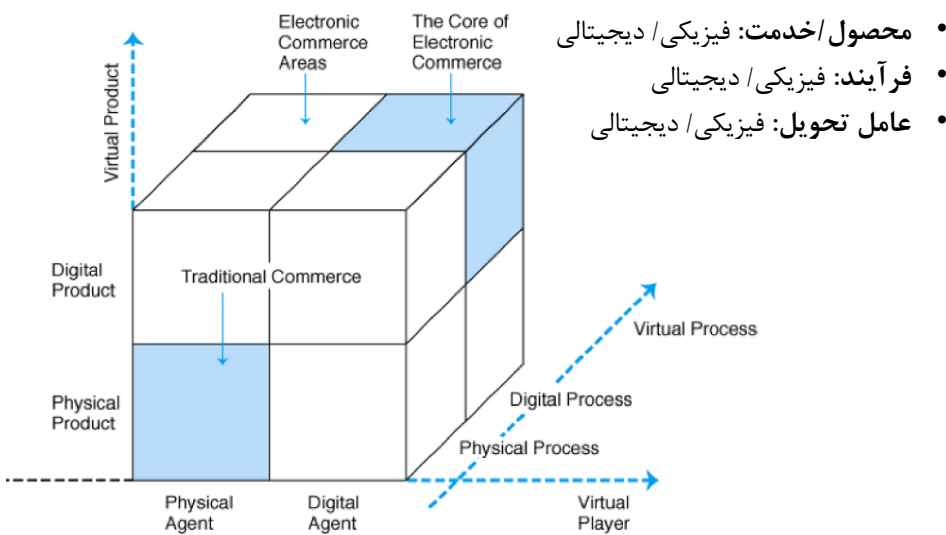 Electronic
Commerce
Areas
The Core of
Electronic
Commerce
• محصول/خدمت: فیزیکی/ دیجیتالی
• فرآیند: فیزیکی/ دیجیتالی
• عامل تحویل: فیزیکی/ دیجیتالی
Virtual Product
Digital
Product
Traditional Commerce
Physical
Product
Virtual Process
Digital Process
Physical Process
Physical
Agent
Digital
Agent
Virtual
Player